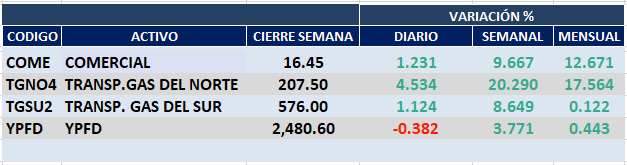 VARIACIÓN %
CODIGO ACTIVO CIERRE SEMANA DIARIO SEMANAL MENSUAL
COME COMERCIAL 16.45 1.231 9.667 12.671
TGNO4 TRANSP.GAS DEL NORTE 207.50 4.534 20.290 17.564
TGSU2 TRANSP. GAS DEL SUR 576.00 1.124 8.649 0.122
YPFD YPFD 2,480.60 -0.382 3.771 0.443